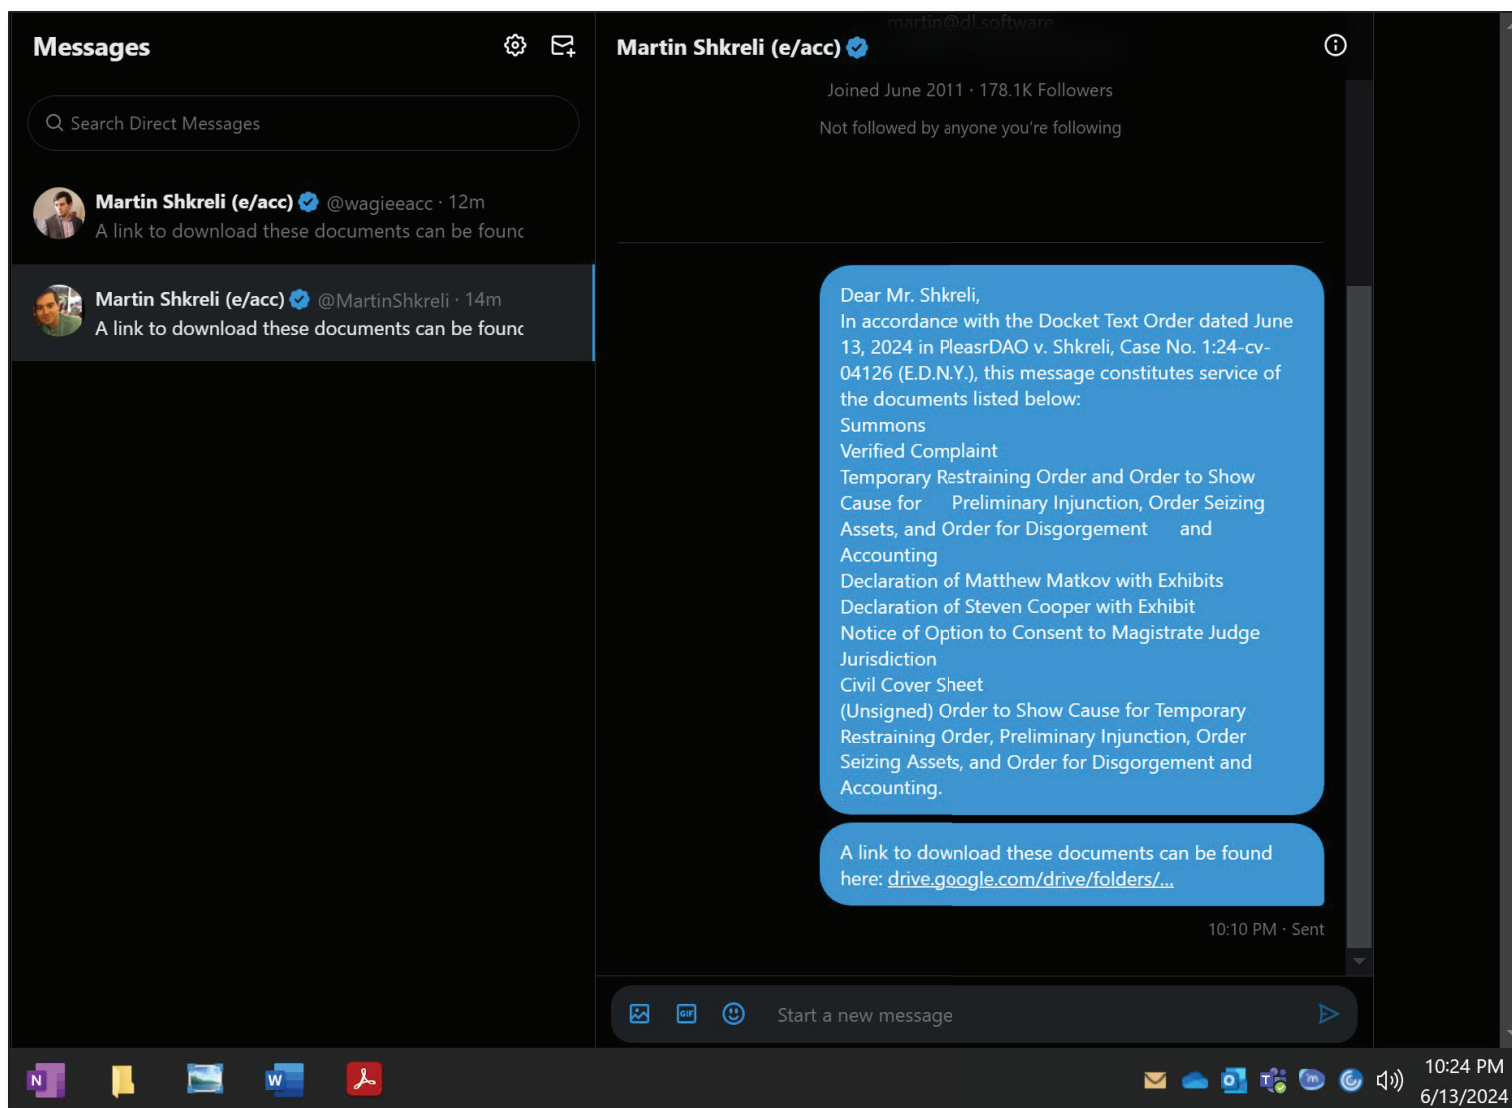 Messages
Search Direct Messages
Martin Shkreli (e/acc) @wagieeacc · 12m
A link to download these documents can be found
Martin Shkreli (e/acc) @MartinShkreli · 14m
A link to download these documents can be found
martin@dl.software
Martin Shkreli (e/acc)
Joined June 2011 · 178.1K Followers
Not followed by anyone you're following
Dear Mr. Shkreli,
In accordance with the Docket Text Order dated June
13, 2024 in PleasrDAO v. Shkreli, Case No. 1:24-cv-
04126 (E.D.N.Y.), this message constitutes service of
the documents listed below:
Summons
Verified Complaint
Temporary Restraining Order and Order to Show
Cause for Preliminary Injunction, Order Seizing
Assets, and Order for Disgorgement and
Accounting
Declaration of Matthew Matkov with Exhibits
Declaration of Steven Cooper with Exhibit
Notice of Option to Consent to Magistrate Judge
Jurisdiction
Civil Cover Sheet
(Unsigned) Order to Show Cause for Temporary
Restraining Order, Preliminary Injunction, Order
Seizing Assets, and Order for Disgorgement and
Accounting.
A link to download these documents can be found
here: drive.google.com/drive/folders/...
10:10 PM · Sent
GIF
Start a new message
10:24 PM
6/13/2024